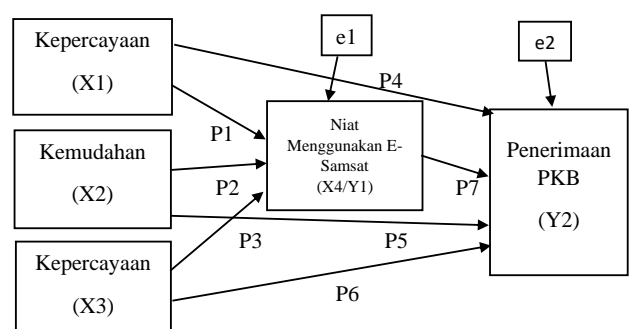 Kepercayaan
(X1)
e1
e2
P4
P1
Niat
Menggunakan E-
Samsat
(X4/Y1)
Penerimaan
PKB
(Y2)
Kemudahan
(X2)
P2
P7
P3
P5
Kepercayaan
(X3)
P6